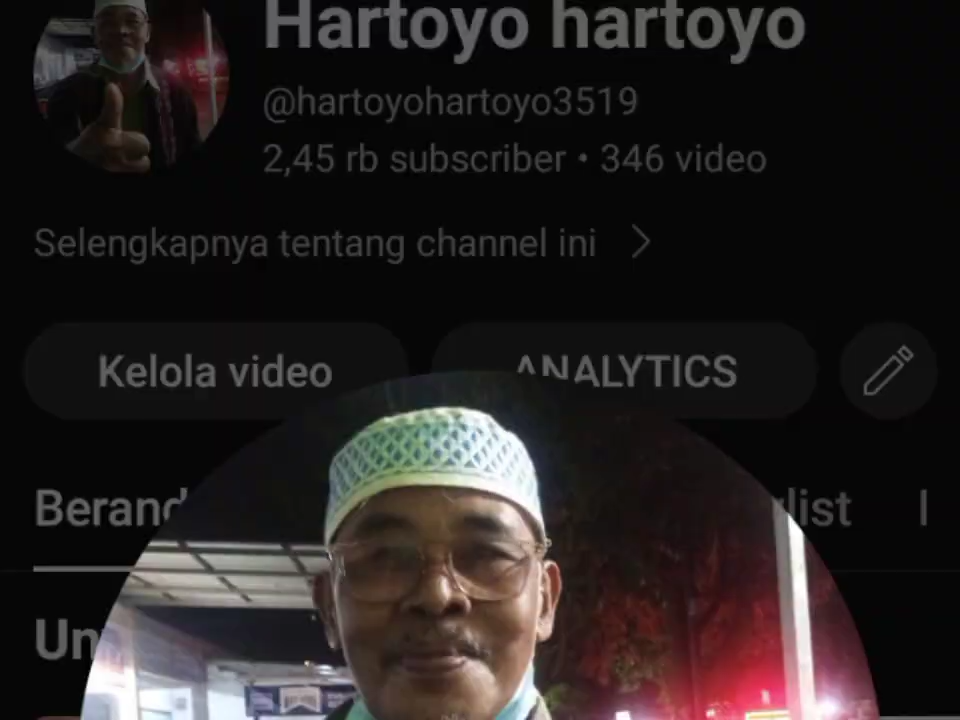 Hartoyo hartoyo
@hartoyohartoyo3519
2,45 rb subscriber • 346 video
Selengkapnya tentang channel ini
Kelola video
ANALYTICS